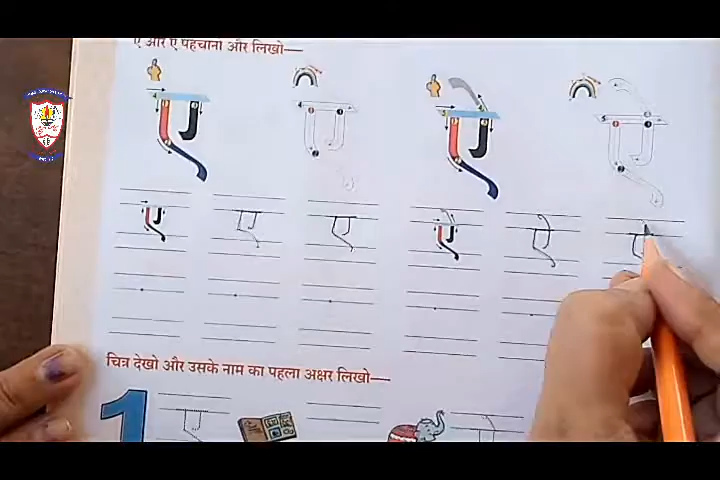 ए और ऐ पहचानो और लिखो—
ए ए ऐ ऐ
ए ए ए ऐ ऐ ऐ
चित्र देखो और उसके नाम का पहला अक्षर लिखो—
1 ए ऐ